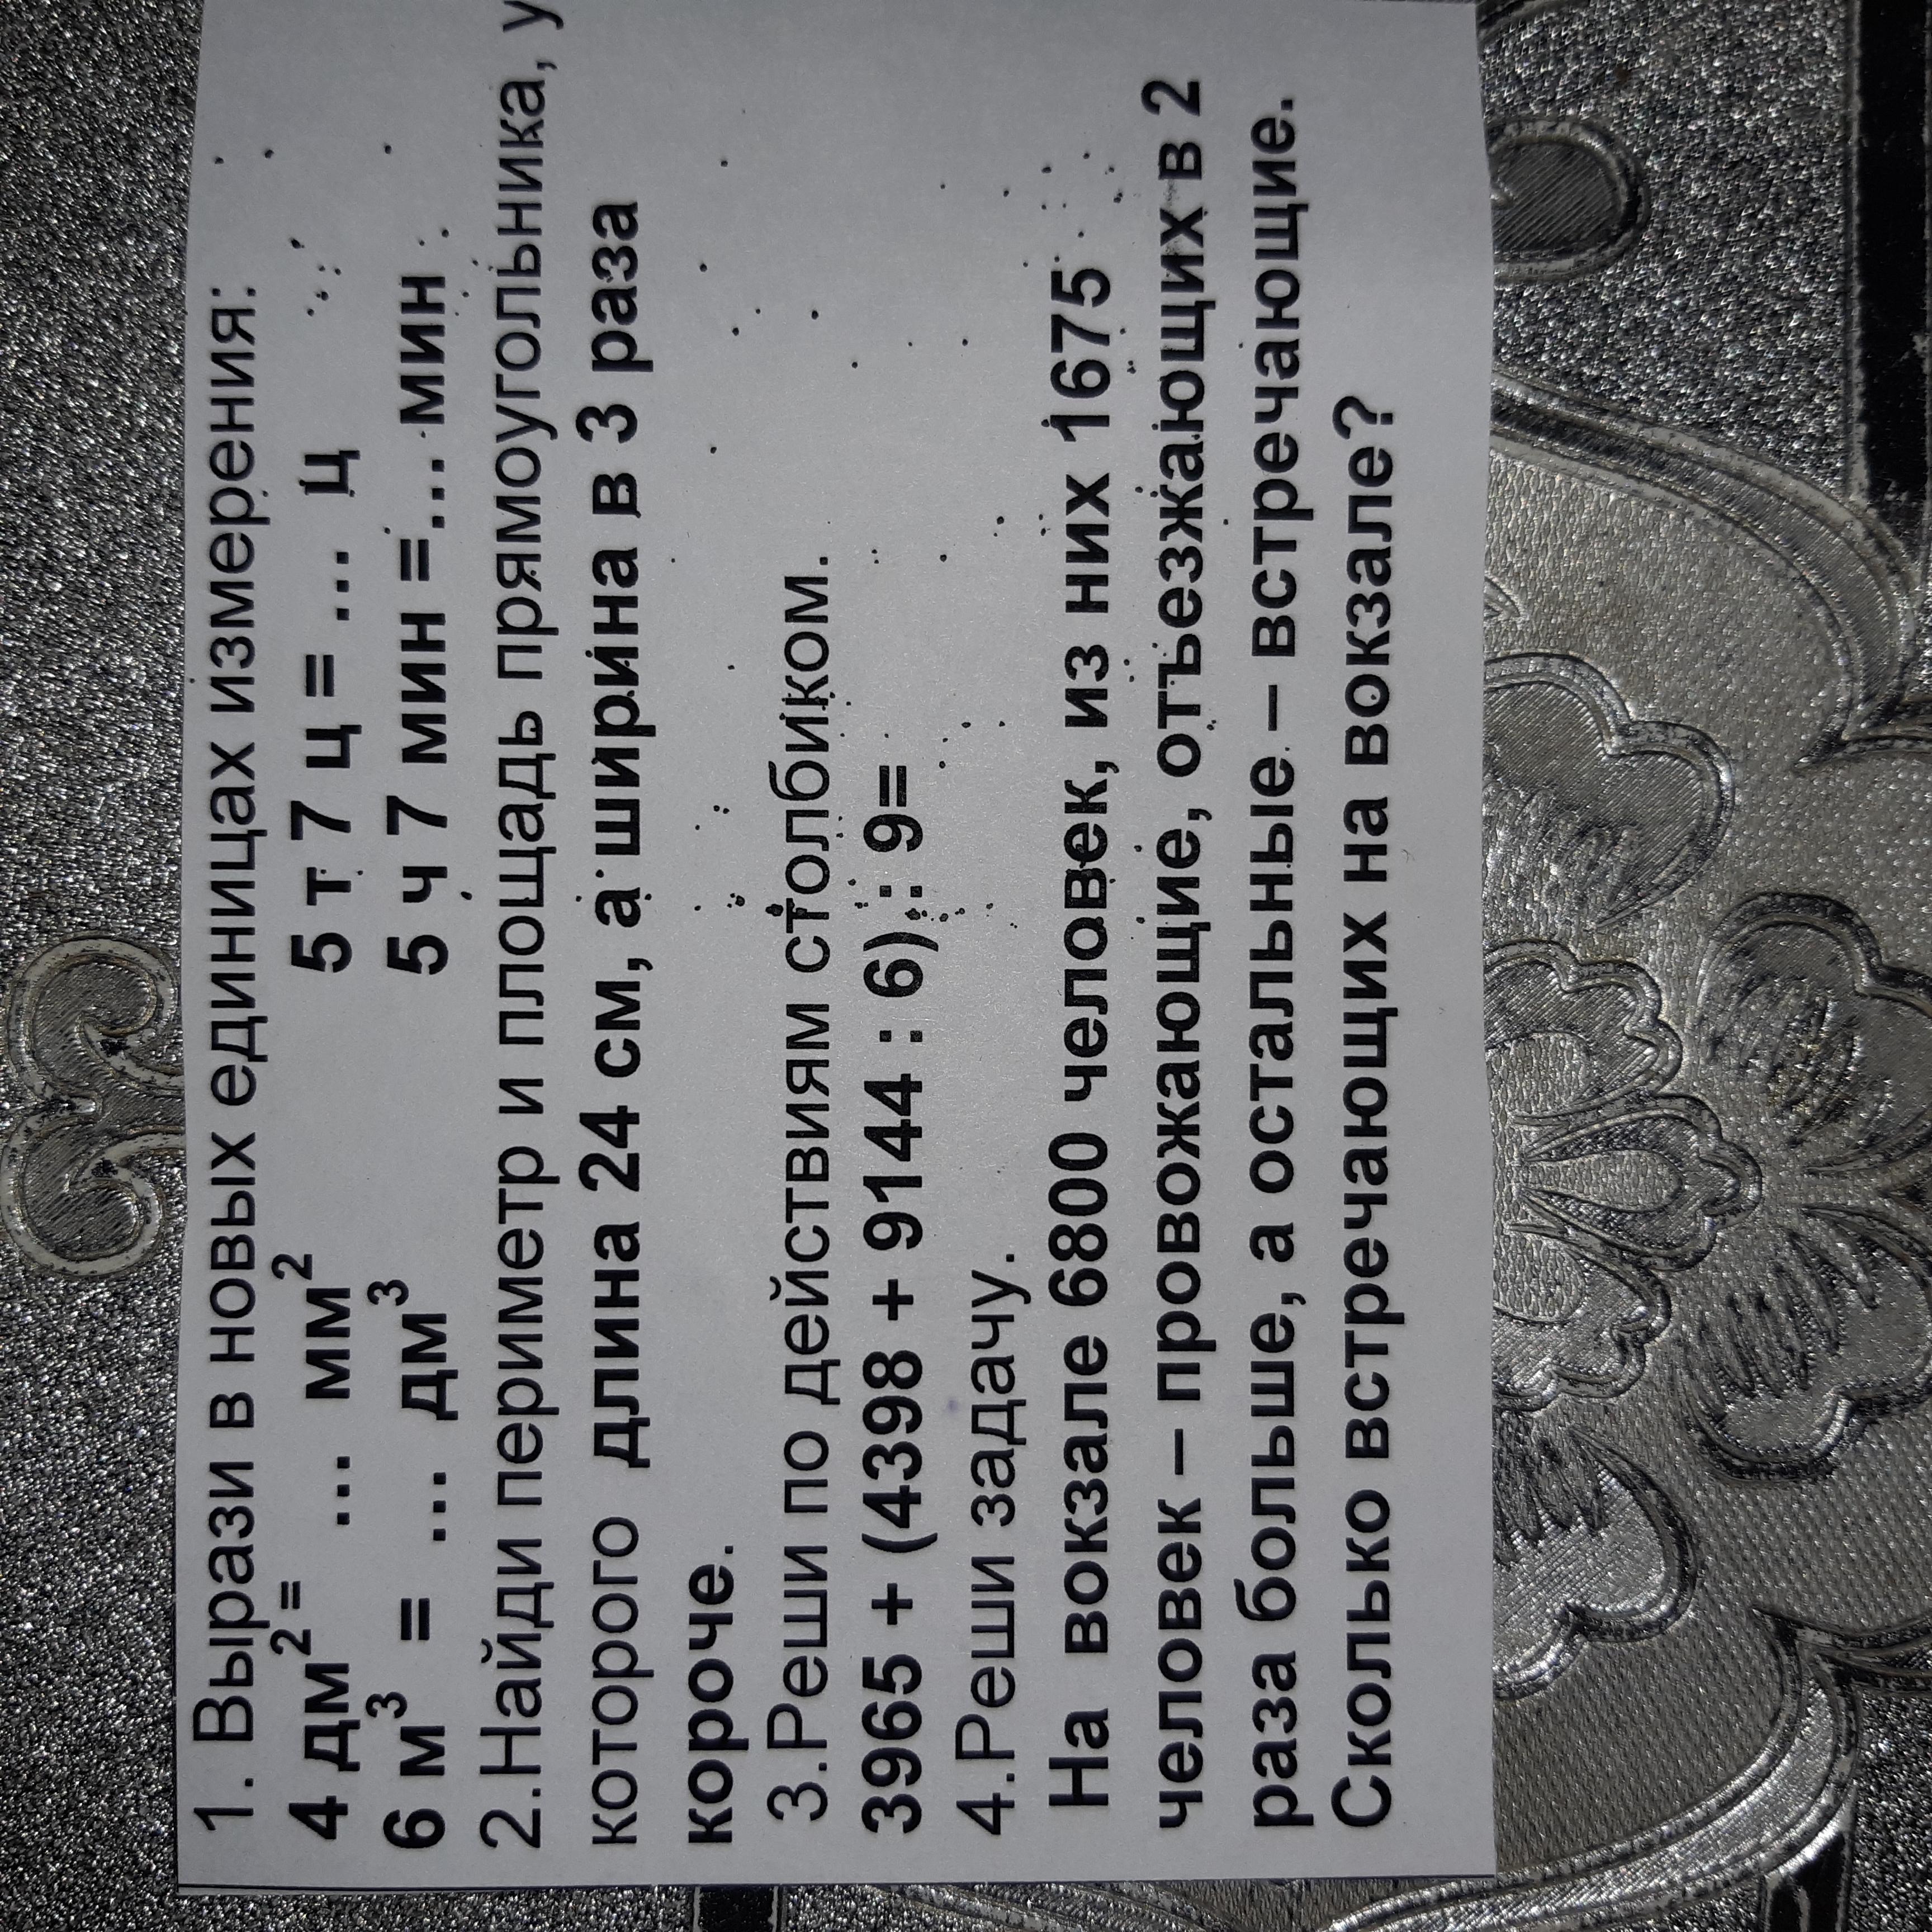 1. Вырази в новых единицах измерения:
4 дм²= ... мм² 5 т 7 ц = ... ц
6 м³ = ... дм³ 5 ч 7 мин =... мин
2.Найди периметр и площадь прямоугольника, у
которого длина 24 см, а ширина в 3 раза
короче.
3.Реши по действиям столбиком.
3965 + (4398 + 9144 : 6) : 9=
4.Реши задачу.
На вокзале 6800 человек, из них 1675
человек – провожающие, отъезжающих в 2
раза больше, а остальные – встречающие.
Сколько встречающих на вокзале?